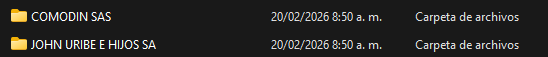 COMODIN SAS 20/02/2026 8:50 a. m. Carpeta de archivos
JOHN URIBE E HIJOS SA 20/02/2026 8:50 a. m. Carpeta de archivos